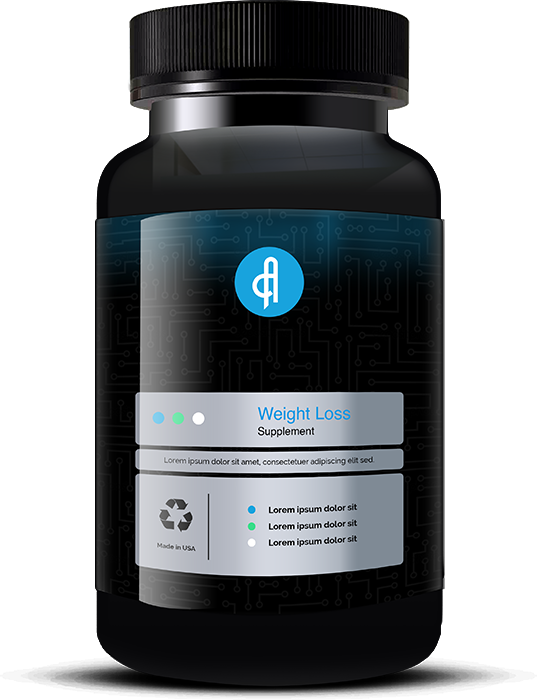 Weight Loss
Supplement
Lorem ipsum dolor sit amet, consectetuer adipiscing elit sed.
Made in USA
Lorem ipsum dolor sit
Lorem ipsum dolor sit
Lorem ipsum dolor sit